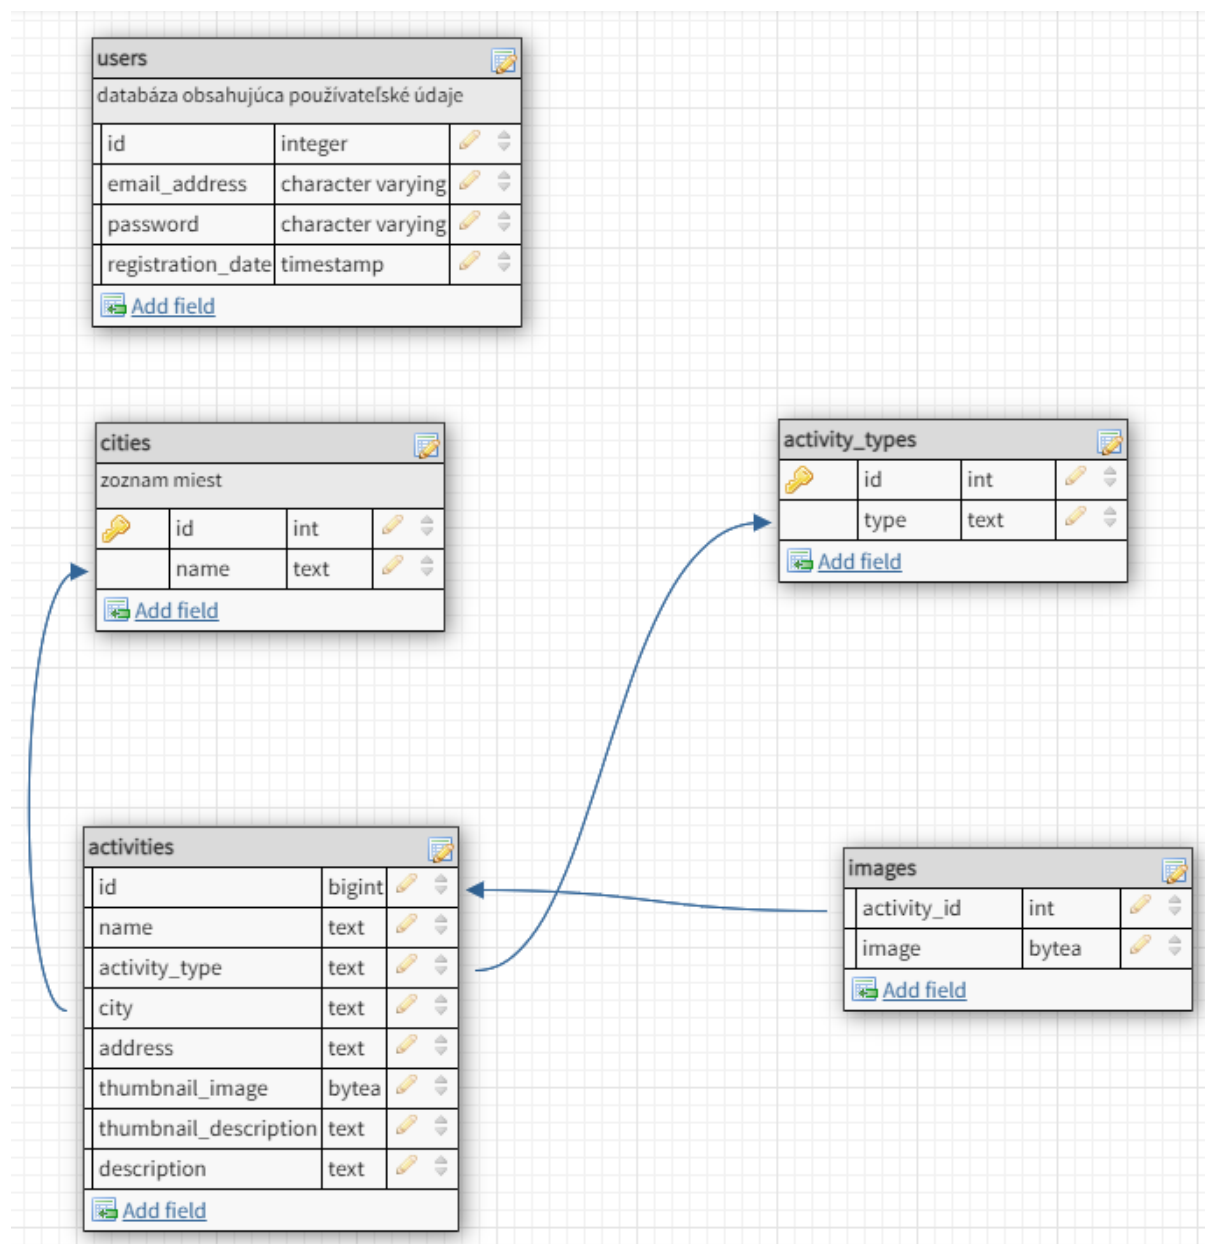 users
databáza obsahujúca používateľské údaje
id integer
email_address character varying
password character varying
registration_date timestamp
Add field
cities
zoznam miest
id int
name text
Add field
activity_types
id int
type text
Add field
activities
id bigint
name text
activity_type text
city text
address text
thumbnail_image bytea
thumbnail_description text
description text
Add field
images
activity_id int
image bytea
Add field